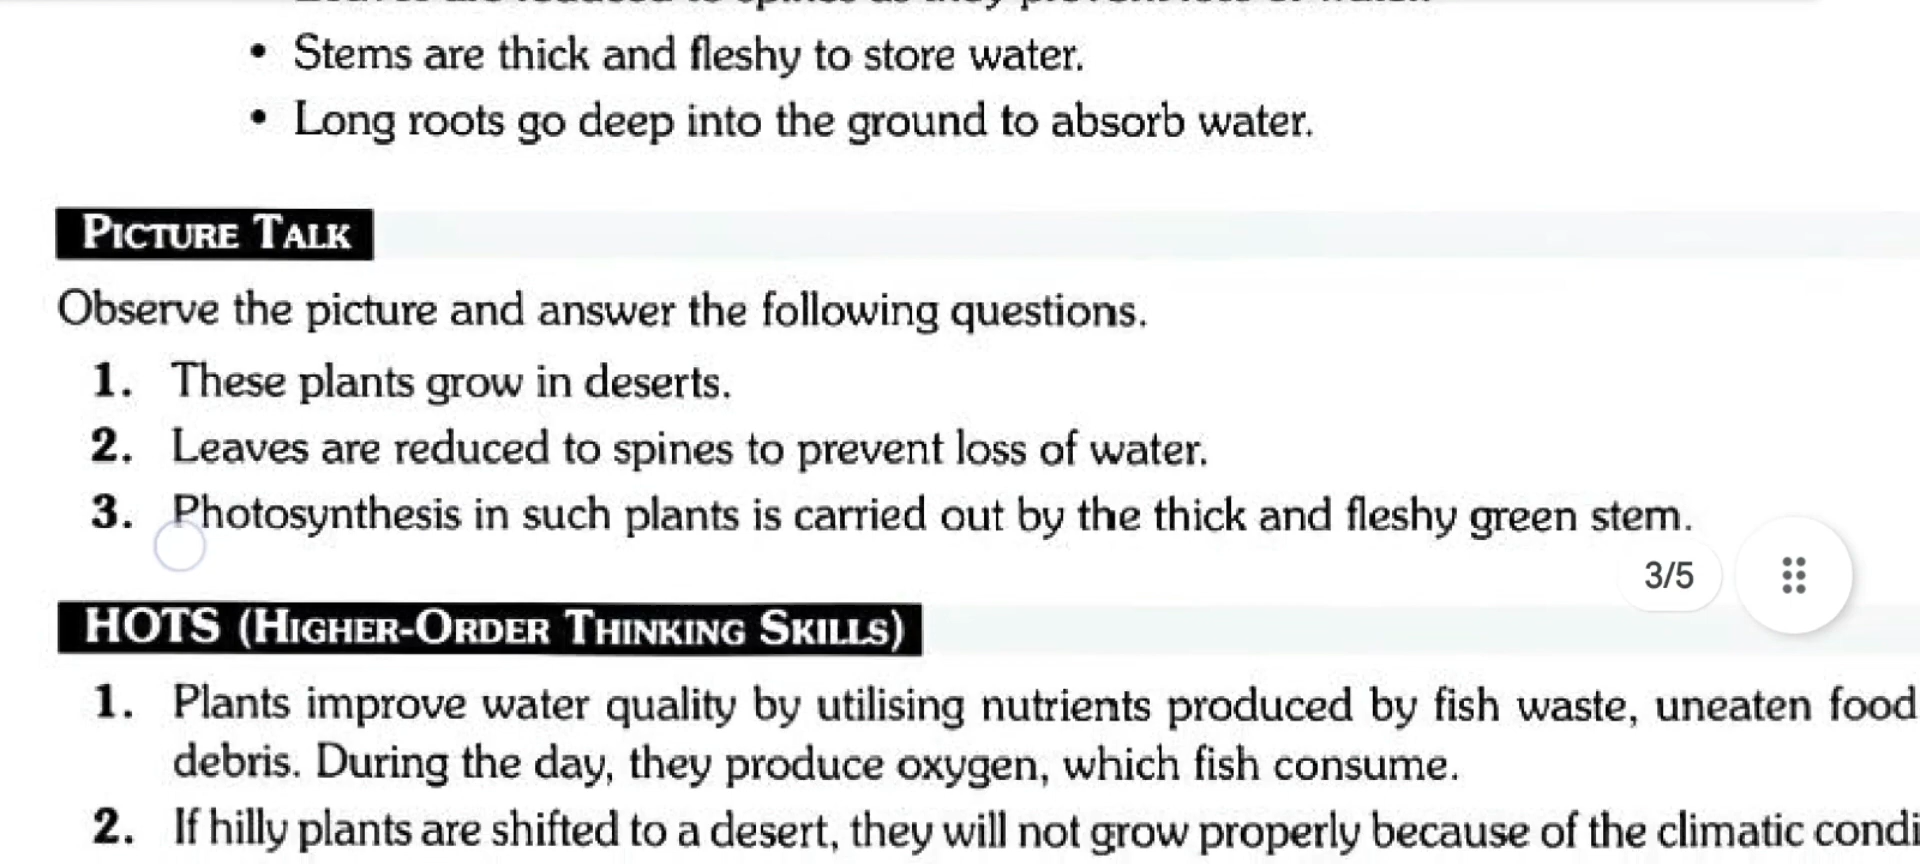 • Stems are thick and fleshy to store water.
• Long roots go deep into the ground to absorb water.
PICTURE TALK
Observe the picture and answer the following questions.
1. These plants grow in deserts.
2. Leaves are reduced to spines to prevent loss of water.
3. Photosynthesis in such plants is carried out by the thick and fleshy green stem.
3/5
HOTS (HIGHER-ORDER THINKING SKILLS)
1. Plants improve water quality by utilising nutrients produced by fish waste, uneaten food
debris. During the day, they produce oxygen, which fish consume.
2. If hilly plants are shifted to a desert, they will not grow properly because of the climatic condi